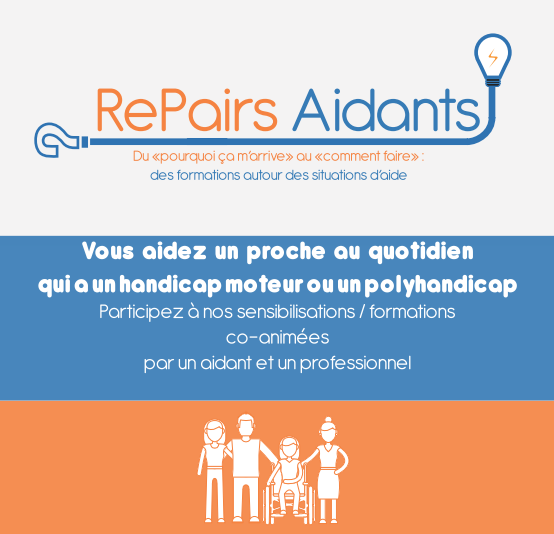 RePairs Aidants
Du «pourquoi ça m'arrive» au «comment faire» :
des formations autour des situations d'aide
Vous aidez un proche au quotidien
qui a un handicap moteur ou un polyhandicap
Participez à nos sensibilisations / formations
co-animées
par un aidant et un professionnel